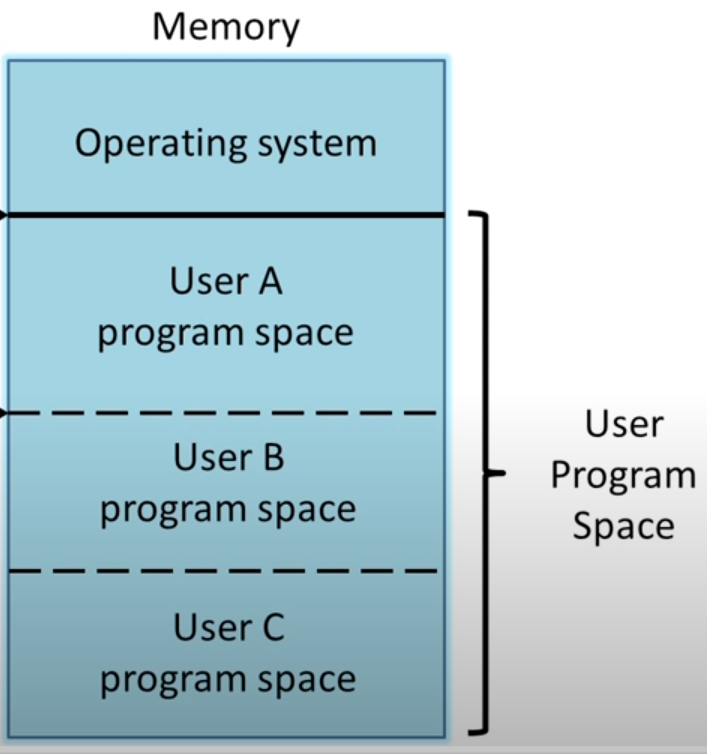 Memory
Operating system
User A
program space
User B
program space
User C
program space
User
Program
Space